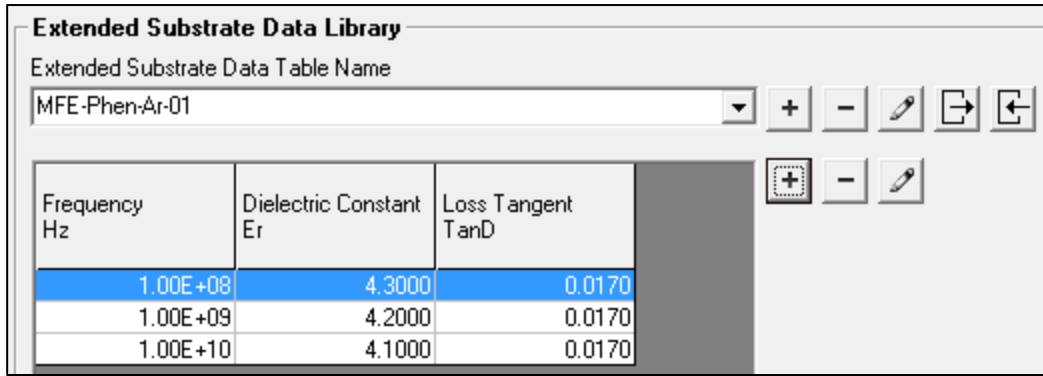 Extended Substrate Data Library
Extended Substrate Data Table Name
MFE-Phen-Ar-01
Frequency Hz Dielectric Constant Er Loss Tangent TanD
1.00E+08 4.3000 0.0170
1.00E+09 4.2000 0.0170
1.00E+10 4.1000 0.0170